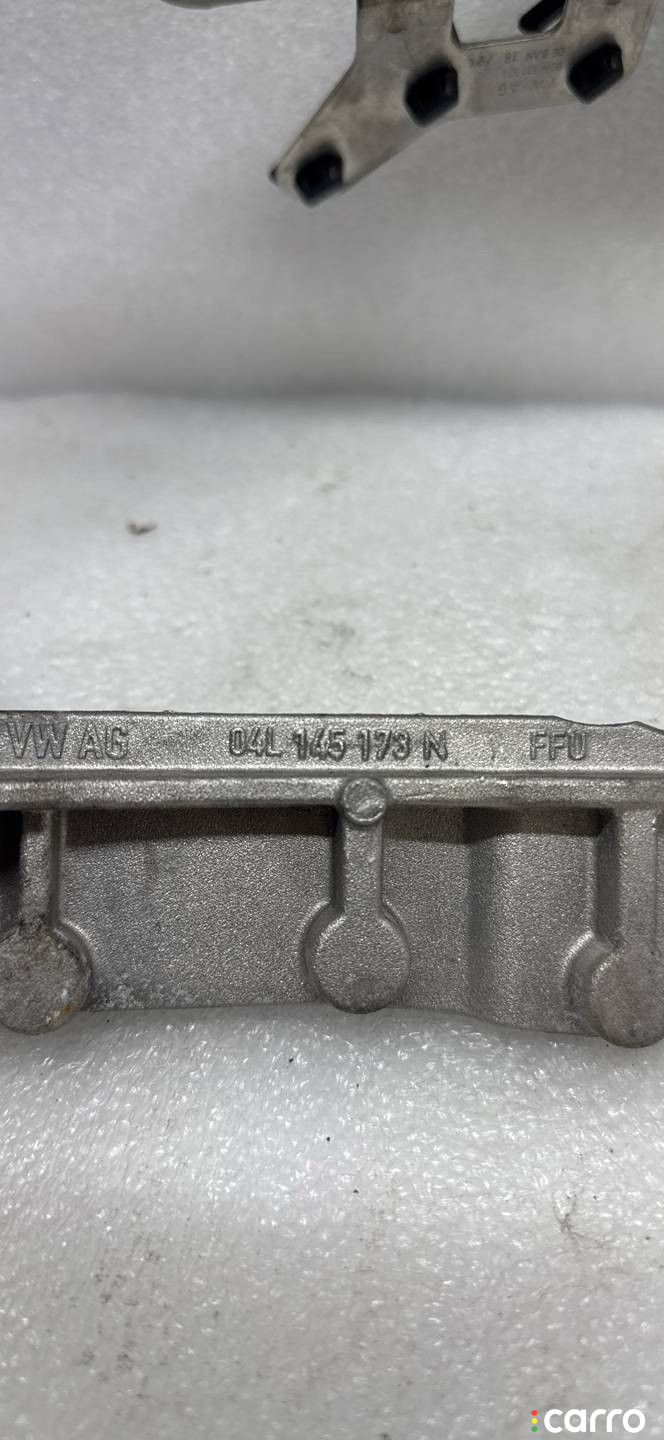 VW AG 04L 145 173 N FFU
carro